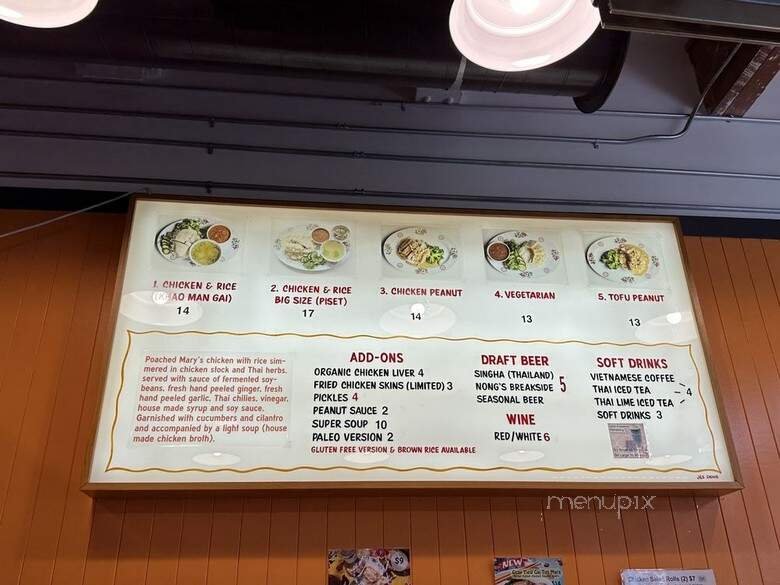 1. CHICKEN & RICE
(KHAO MAN GAI)
14
2. CHICKEN & RICE
BIG SIZE (PISET)
17
3. CHICKEN PEANUT
14
4. VEGETARIAN
13
5. TOFU PEANUT
13
Poached Mary's chicken with rice sim-
mered in chicken stock and Thai herbs.
served with sauce of fermented soy-
beans, fresh hand peeled ginger, fresh
hand peeled garlic, Thai chilies, vinegar,
house made syrup and soy sauce.
Garnished with cucumbers and cilantro
and accompanied by a light soup (house
made chicken broth).
ADD-ONS
ORGANIC CHICKEN LIVER 4
FRIED CHICKEN SKINS (LIMITED) 3
PICKLES 4
PEANUT SAUCE 2
SUPER SOUP 10
PALEO VERSION 2
GLUTEN FREE VERSION & BROWN RICE AVAILABLE
DRAFT BEER
SINGHA (THAILAND)
NONG'S BREAKSIDE 5
SEASONAL BEER
WINE
RED/WHITE 6
SOFT DRINKS
VIETNAMESE COFFEE
THAI ICED TEA 4
THAI LIME ICED TEA
SOFT DRINKS 3
menupix
$9
NEW
Chicken Salad Rolls (2) $7